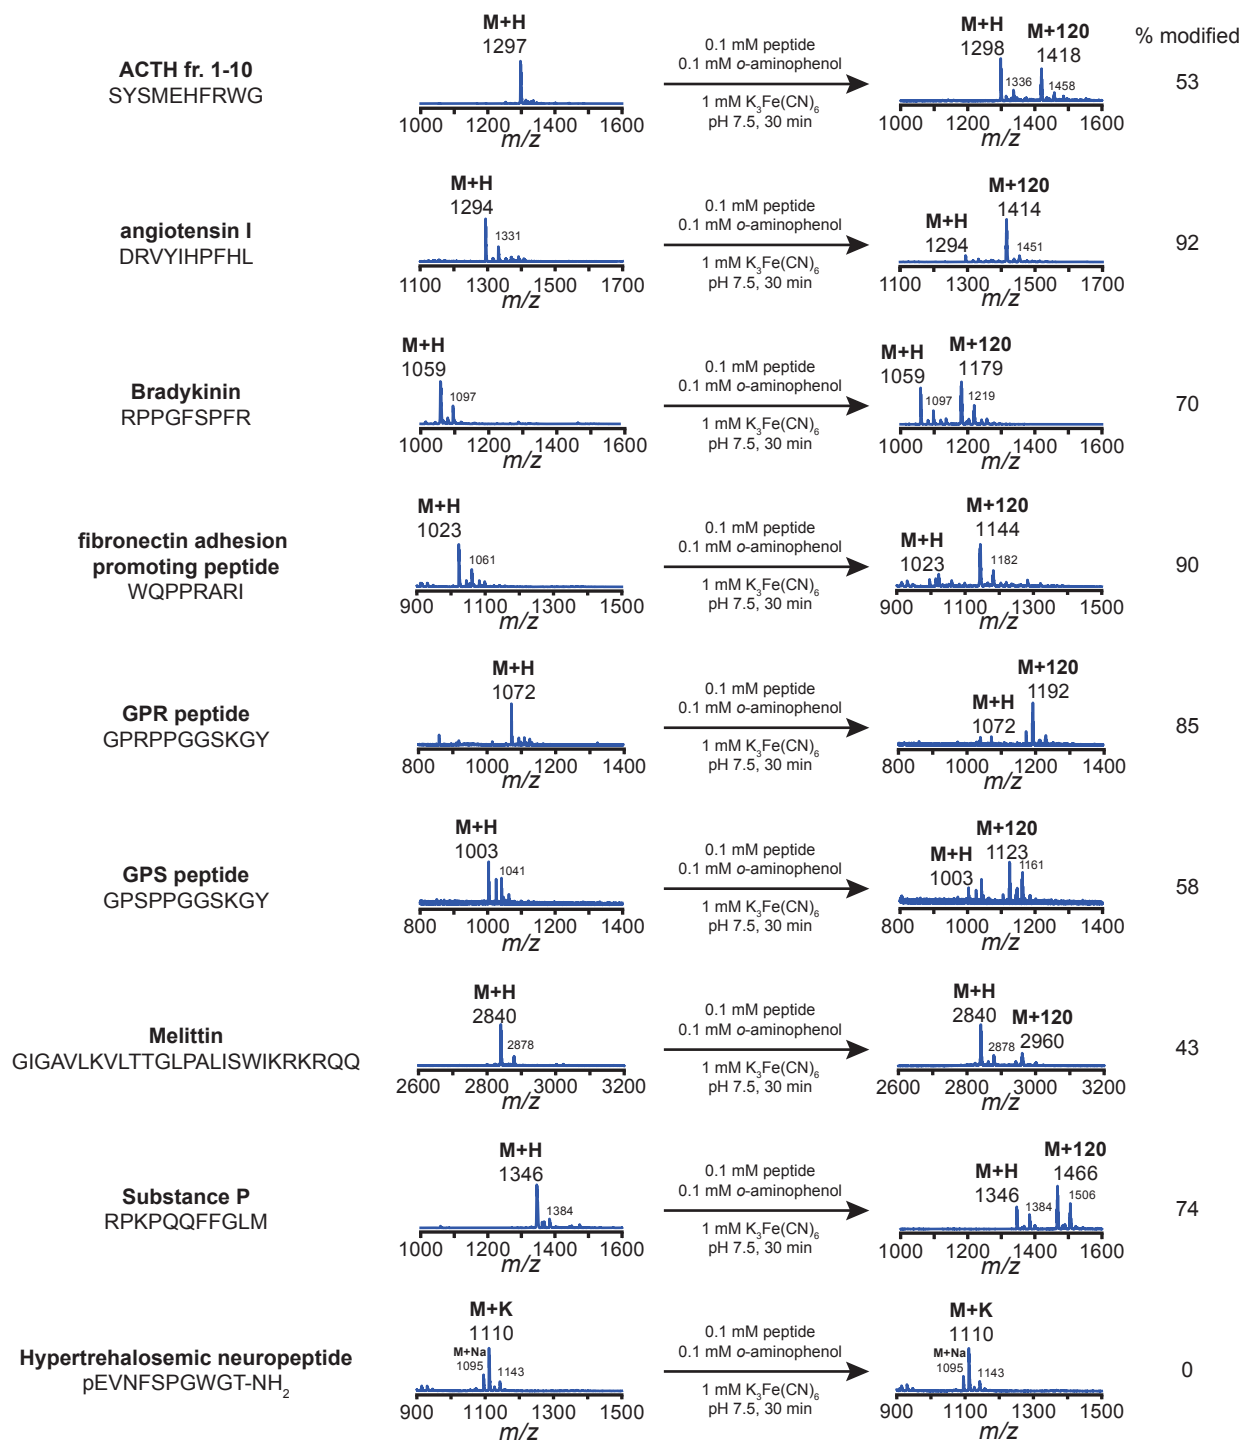 % modified
ACTH fr. 1-10
SYSMEHFRWG
M+H
1297
1000 1200 1400 1600
m/z
0.1 mM peptide
0.1 mM o-aminophenol
1 mM K₃Fe(CN)₆
pH 7.5, 30 min
M+H M+120
1298 1418
1336 1458
1000 1200 1400 1600
m/z
53
angiotensin I
DRVYIHPFHL
M+H
1294
1331
1100 1300 1500 1700
m/z
0.1 mM peptide
0.1 mM o-aminophenol
1 mM K₃Fe(CN)₆
pH 7.5, 30 min
M+120
1414
M+H
1294 1451
1100 1300 1500 1700
m/z
92
Bradykinin
RPPGFSPFR
M+H
1059
1097
1000 1200 1400 1600
m/z
0.1 mM peptide
0.1 mM o-aminophenol
1 mM K₃Fe(CN)₆
pH 7.5, 30 min
M+H M+120
1059 1179
1097 1219
1000 1200 1400 1600
m/z
70
fibronectin adhesion
promoting peptide
WQPPRARI
M+H
1023
1061
900 1100 1300 1500
m/z
0.1 mM peptide
0.1 mM o-aminophenol
1 mM K₃Fe(CN)₆
pH 7.5, 30 min
M+120
1144
M+H
1023 1182
900 1100 1300 1500
m/z
90
GPR peptide
GPRPPGGSKGY
M+H
1072
800 1000 1200 1400
m/z
0.1 mM peptide
0.1 mM o-aminophenol
1 mM K₃Fe(CN)₆
pH 7.5, 30 min
M+120
1192
M+H
1072
800 1000 1200 1400
m/z
85
GPS peptide
GPSPPGGSKGY
M+H
1003
1041
800 1000 1200 1400
m/z
0.1 mM peptide
0.1 mM o-aminophenol
1 mM K₃Fe(CN)₆
pH 7.5, 30 min
M+120
1123
M+H
1003 1161
800 1000 1200 1400
m/z
58
Melittin
GIGAVLKVLTTGLPALISWIKRKRQQ
M+H
2840
2878
2600 2800 3000 3200
m/z
0.1 mM peptide
0.1 mM o-aminophenol
1 mM K₃Fe(CN)₆
pH 7.5, 30 min
M+H
2840 M+120
2878 2960
2600 2800 3000 3200
m/z
43
Substance P
RPKPQQFFGLM
M+H
1346
1384
1000 1200 1400 1600
m/z
0.1 mM peptide
0.1 mM o-aminophenol
1 mM K₃Fe(CN)₆
pH 7.5, 30 min
M+120
M+H 1466
1346 1384 1506
1000 1200 1400 1600
m/z
74
Hypertrehalosemic neuropeptide
pEVNFSPGWGT-NH₂
M+K
1110
M+Na
1095 1143
900 1100 1300 1500
m/z
0.1 mM peptide
0.1 mM o-aminophenol
1 mM K₃Fe(CN)₆
pH 7.5, 30 min
M+K
1110
M+Na
1095 1143
900 1100 1300 1500
m/z
0